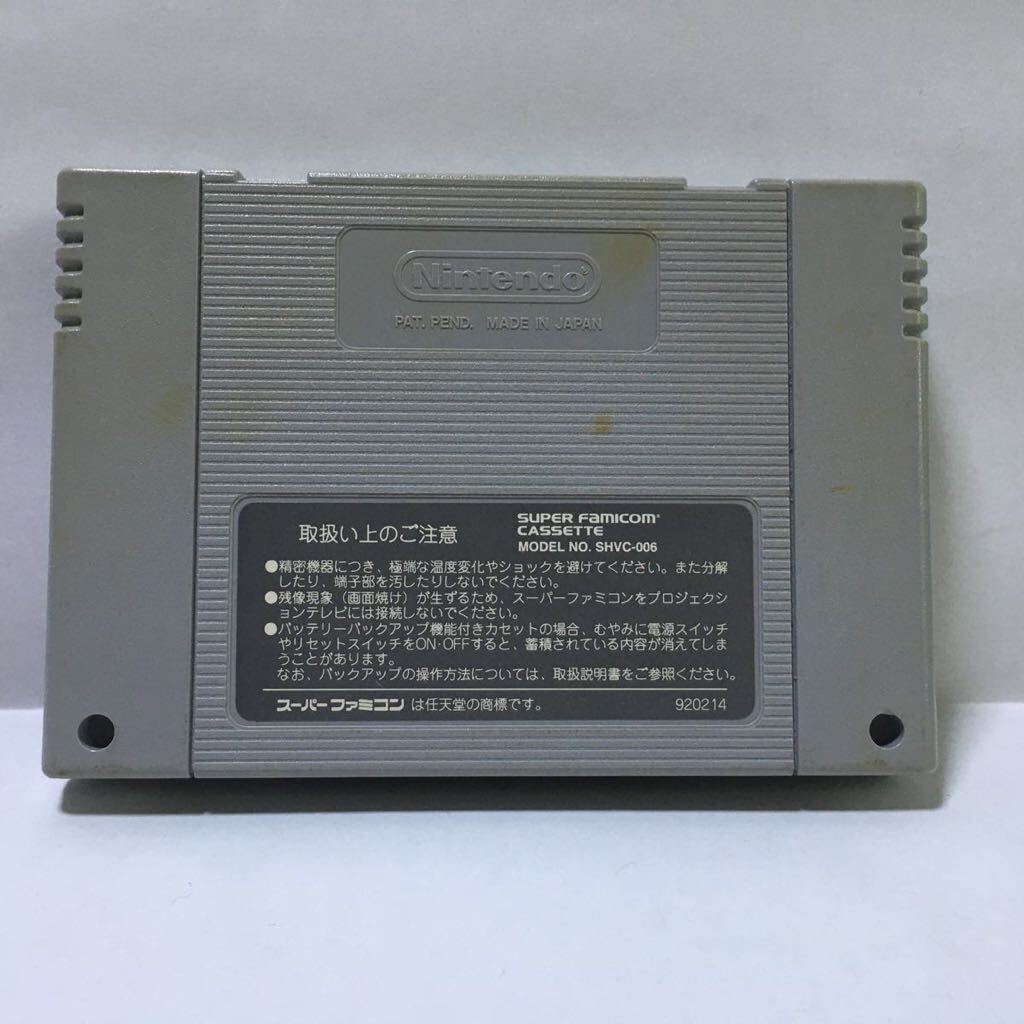 Nintendo
PAT. PEND. MADE IN JAPAN
取扱い上のご注意
SUPER FAMICOM
CASSETTE
MODEL NO. SHVC-006
●精密機器につき、極端な温度変化やショックを避けてください。また分解
したり、端子部を汚したりしないでください。
●残像現象(画面焼け)が生ずるため、スーパーファミコンをプロジェクシ
ョンテレビには接続しないでください。
●バッテリーバックアップ機能付きカセットの場合、むやみに電源スイッチ
やリセットスイッチをON・OFFすると、蓄積されている内容が消えてしま
うことがあります。
なお、バックアップの操作方法については、取扱説明書をご参照ください。
スーパーファミコン は任天堂の商標です。 920214